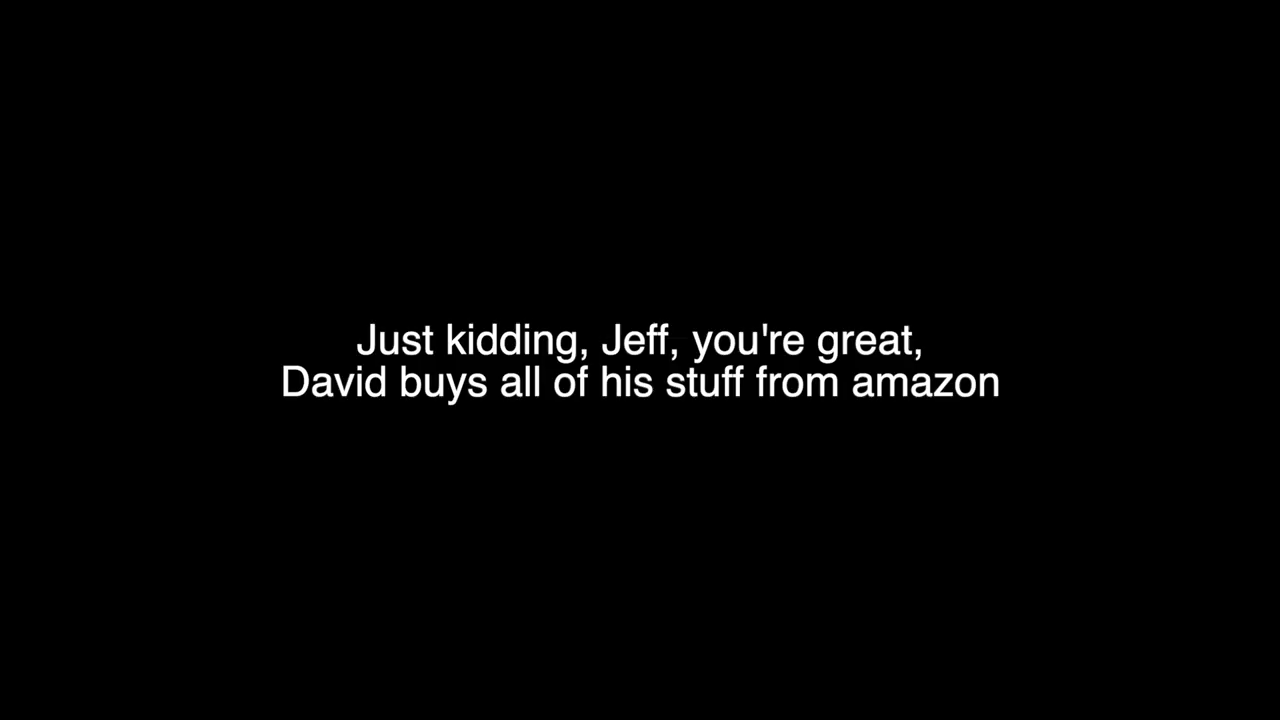 Just kidding, Jeff, you're great,
David buys all of his stuff from amazon